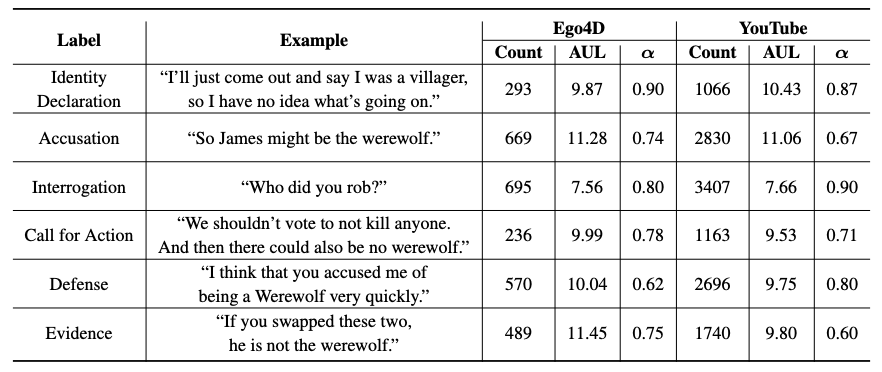 Label Example Ego4D YouTube
Count AUL α Count AUL α
Identity Declaration “I’ll just come out and say I was a villager, so I have no idea what’s going on.” 293 9.87 0.90 1066 10.43 0.87
Accusation “So James might be the werewolf.” 669 11.28 0.74 2830 11.06 0.67
Interrogation “Who did you rob?” 695 7.56 0.80 3407 7.66 0.90
Call for Action “We shouldn’t vote to not kill anyone. And then there could also be no werewolf.” 236 9.99 0.78 1163 9.53 0.71
Defense “I think that you accused me of being a Werewolf very quickly.” 570 10.04 0.62 2696 9.75 0.80
Evidence “If you swapped these two, he is not the werewolf.” 489 11.45 0.75 1740 9.80 0.60